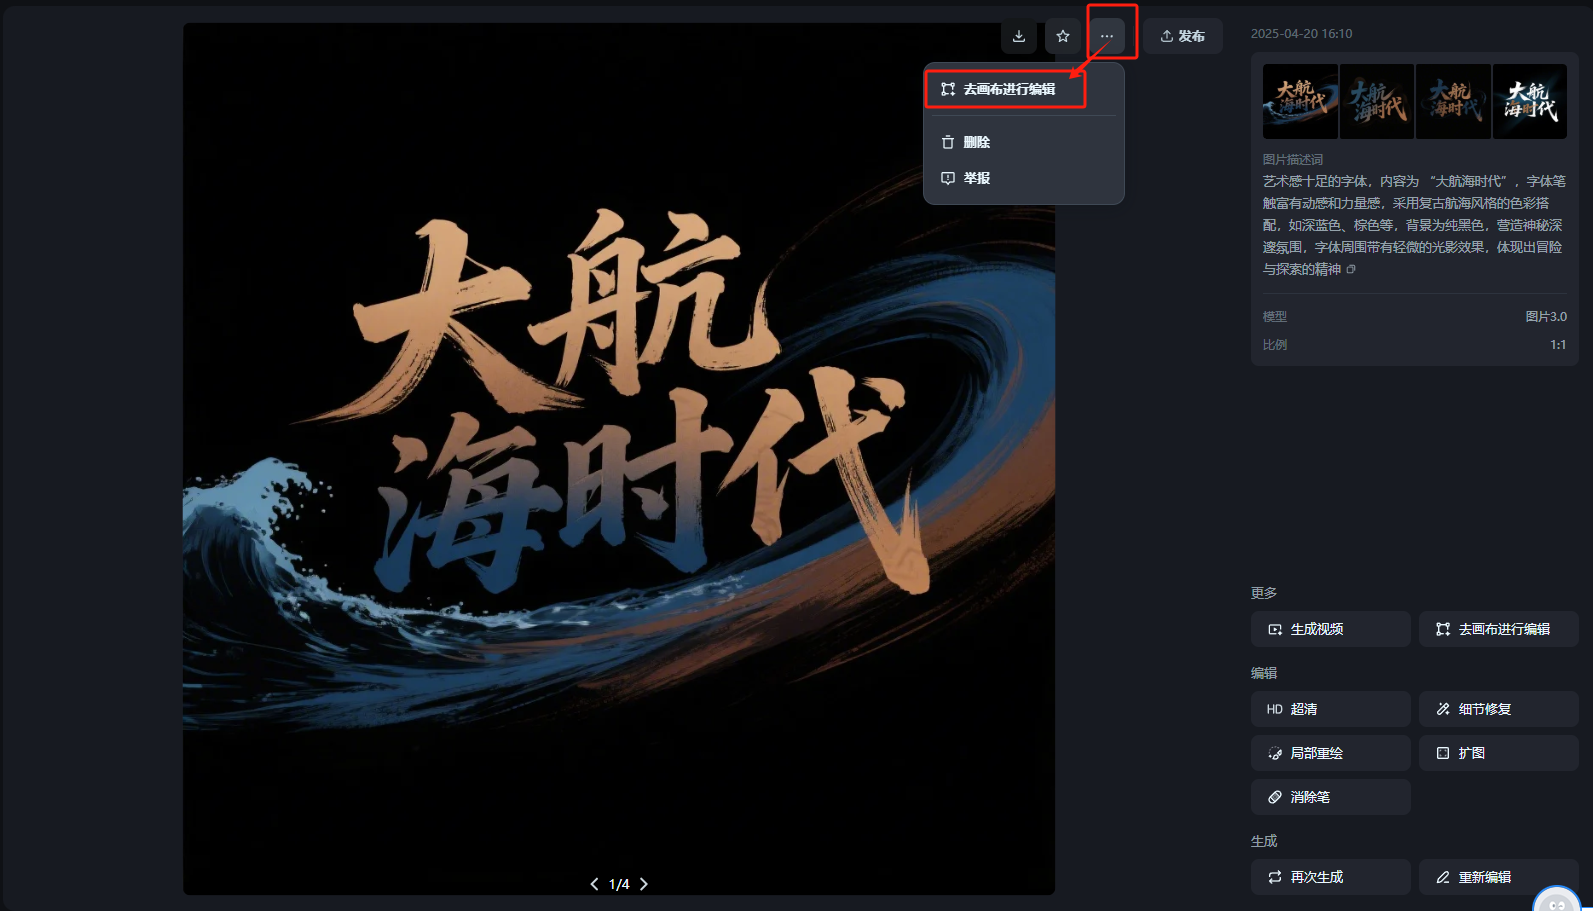 发布
去画布进行编辑
删除
举报
大航
海时代
1/4
2025-04-20 16:10
大航
海时代
大航
海时代
大航
海时代
大航
海时代
图片描述词
艺术感十足的字体，内容为 “大航海时代” ，字体笔
触富有动感和力量感，采用复古航海风格的色彩搭
配，如深蓝色、棕色等，背景为纯黑色，营造神秘深
邃氛围，字体周围带有轻微的光影效果，体现出冒险
与探索的精神
模型 图片3.0
比例 1:1
更多
生成视频 去画布进行编辑
编辑
HD 超清 细节修复
局部重绘 扩图
消除笔
生成
再次生成 重新编辑